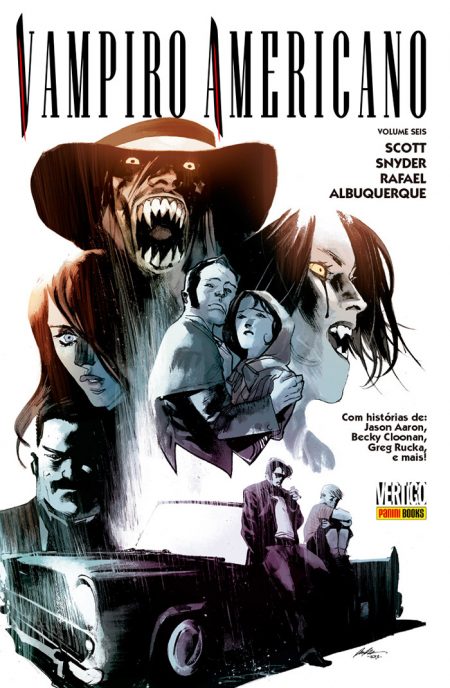 VAMPIRO AMERICANO
VOLUME SEIS
SCOTT
SNYDER
RAFAEL
ALBUQUERQUE
Com histórias de:
Jason Aaron,
Becky Cloonan,
Greg Rucka,
e mais!
VERTIGO
PANINI BOOKS